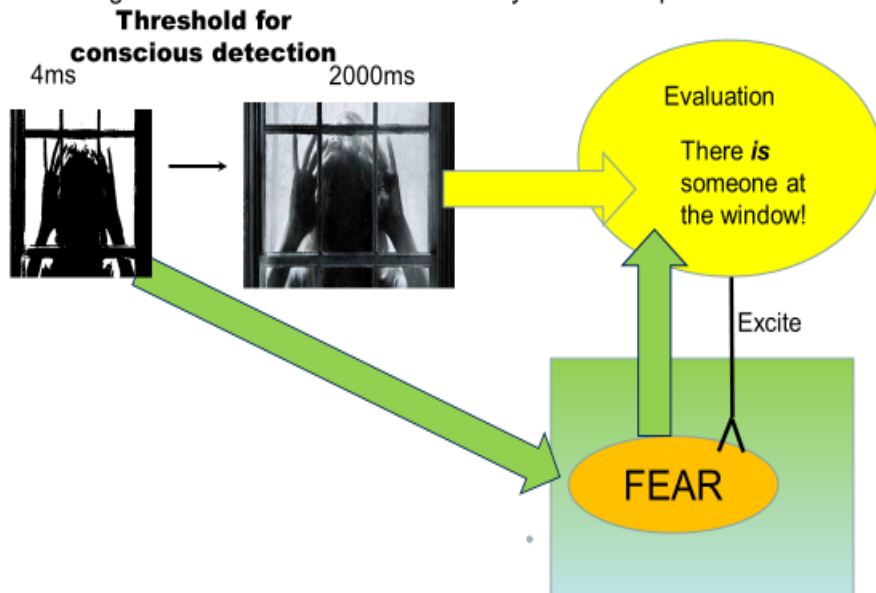 Threshold for
conscious detection
4ms
2000ms
Evaluation
There is
someone at
the window!
Excite
FEAR